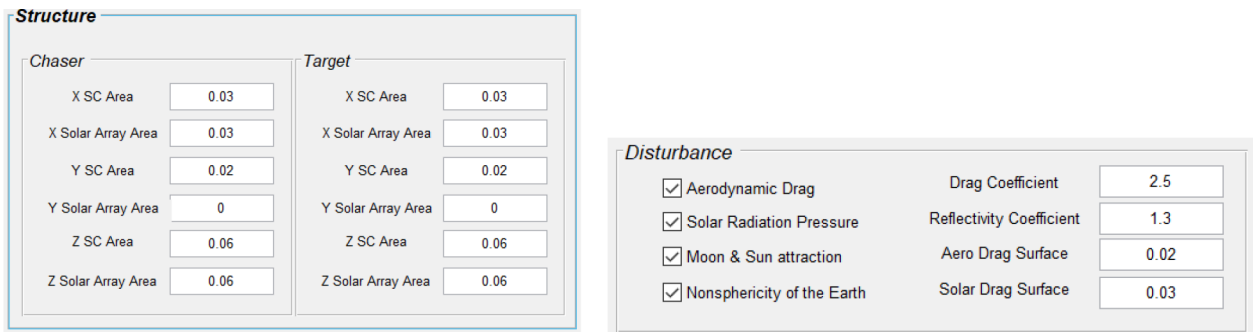 Structure
Chaser
X SC Area 0.03
X Solar Array Area 0.03
Y SC Area 0.02
Y Solar Array Area 0
Z SC Area 0.06
Z Solar Array Area 0.06
Target
X SC Area 0.03
X Solar Array Area 0.03
Y SC Area 0.02
Y Solar Array Area 0
Z SC Area 0.06
Z Solar Array Area 0.06
Disturbance
Aerodynamic Drag
Solar Radiation Pressure
Moon & Sun attraction
Nonsphericity of the Earth
Drag Coefficient 2.5
Reflectivity Coefficient 1.3
Aero Drag Surface 0.02
Solar Drag Surface 0.03